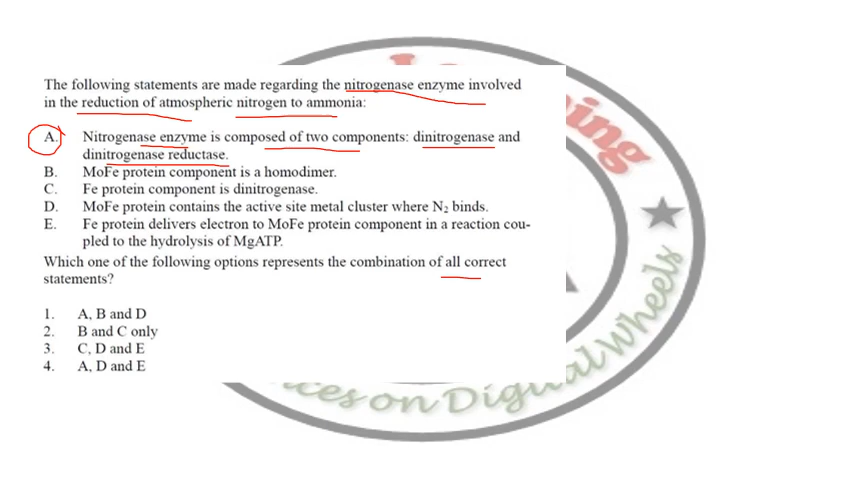 The following statements are made regarding the nitrogenase enzyme involved
in the reduction of atmospheric nitrogen to ammonia:
A. Nitrogenase enzyme is composed of two components: dinitrogenase and
dinitrogenase reductase.
B. MoFe protein component is a homodimer.
C. Fe protein component is dinitrogenase.
D. MoFe protein contains the active site metal cluster where N₂ binds.
E. Fe protein delivers electron to MoFe protein component in a reaction cou-
pled to the hydrolysis of MgATP.
Which one of the following options represents the combination of all correct
statements?
1. A, B and D
2. B and C only
3. C, D and E
4. A, D and E
ing
ces on Digital Wheels